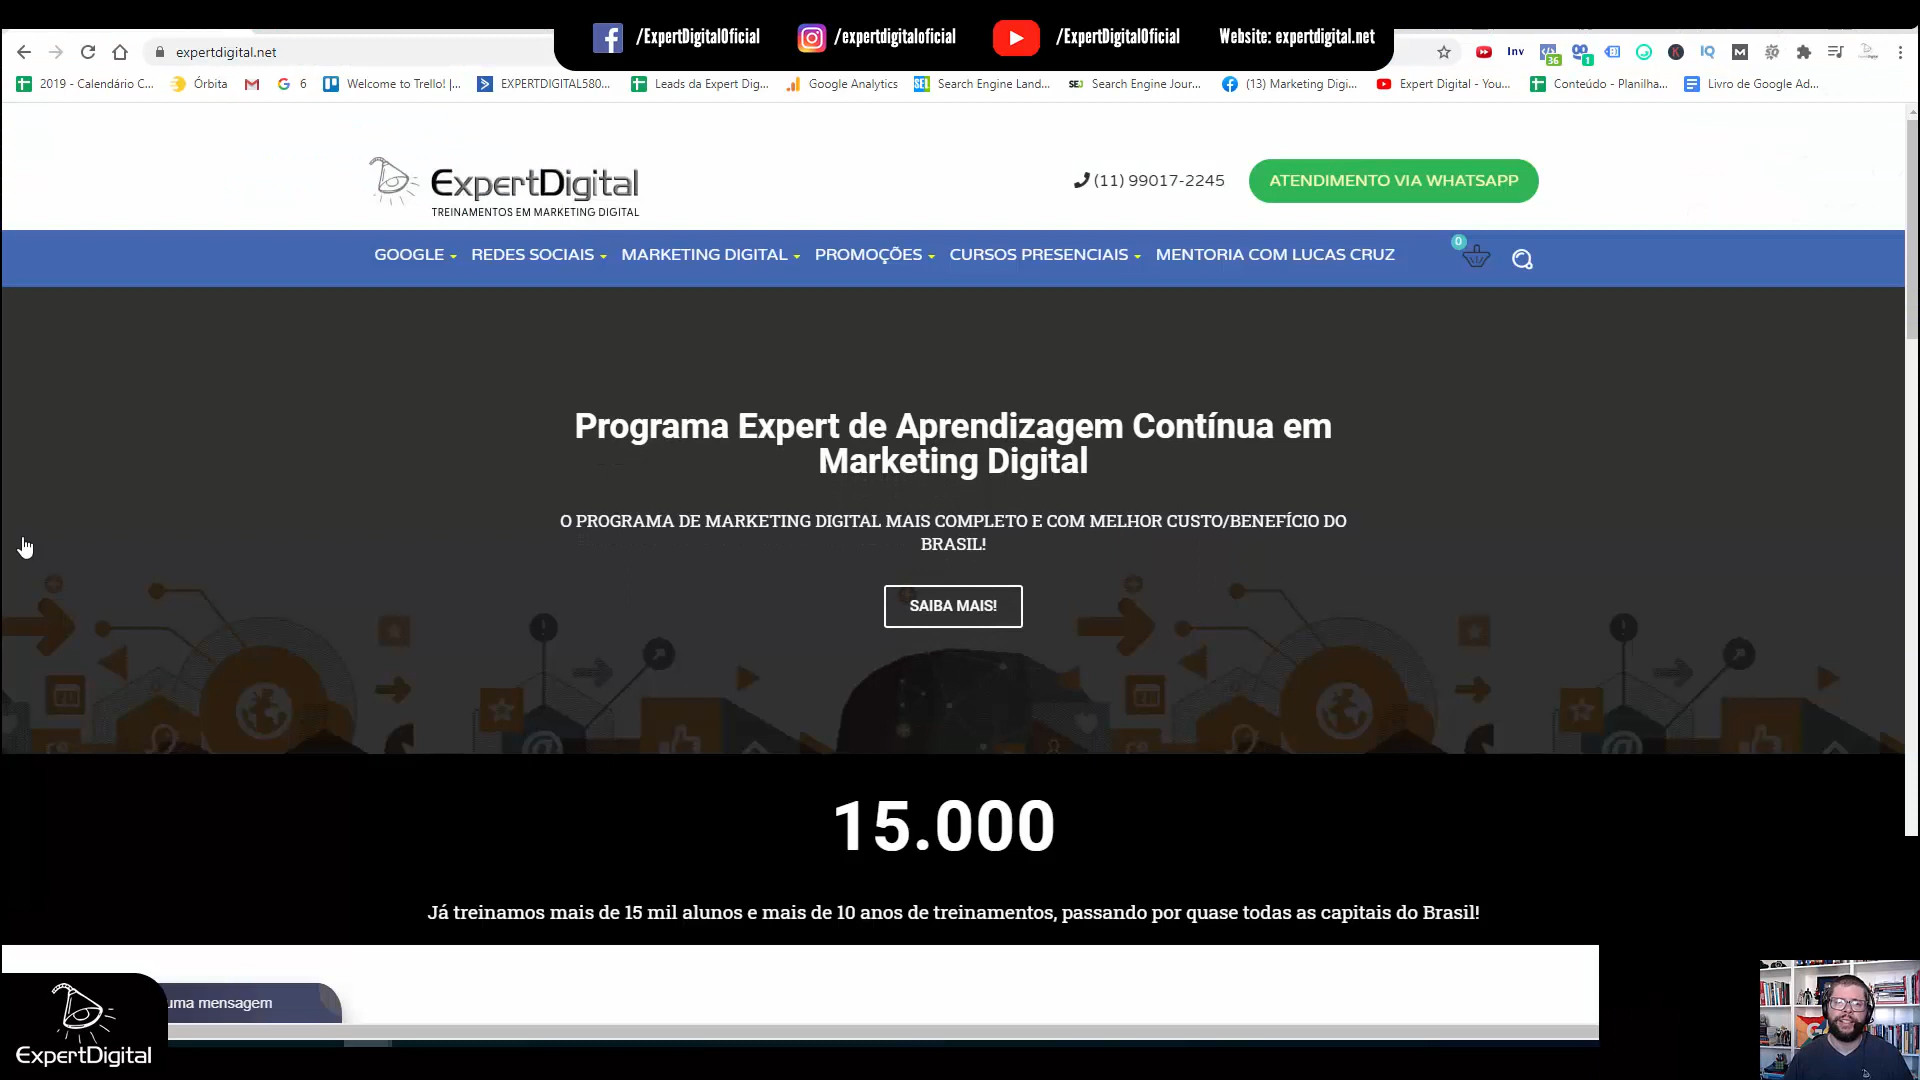 /ExpertDigitalOficial
/expertdigitaloficial
/ExpertDigitalOficial
Website: expertdigital.net
expertdigital.net
Inv
36
1
IQ
2019 - Calendário C...
Órbita
6
Welcome to Trello! |...
EXPERTDIGITAL580...
Leads da Expert Dig...
Google Analytics
Search Engine Land...
Search Engine Jour...
(13) Marketing Digi...
Expert Digital - You...
Conteúdo - Planilha...
Livro de Google Ad...
ExpertDigital
TREINAMENTOS EM MARKETING DIGITAL
(11) 99017-2245
ATENDIMENTO VIA WHATSAPP
GOOGLE
REDES SOCIAIS
MARKETING DIGITAL
PROMOÇÕES
CURSOS PRESENCIAIS
MENTORIA COM LUCAS CRUZ
0
Programa Expert de Aprendizagem Contínua em
Marketing Digital
O PROGRAMA DE MARKETING DIGITAL MAIS COMPLETO E COM MELHOR CUSTO/BENEFÍCIO DO
BRASIL!
SAIBA MAIS!
15.000
Já treinamos mais de 15 mil alunos e mais de 10 anos de treinamentos, passando por quase todas as capitais do Brasil!
uma mensagem
ExpertDigital